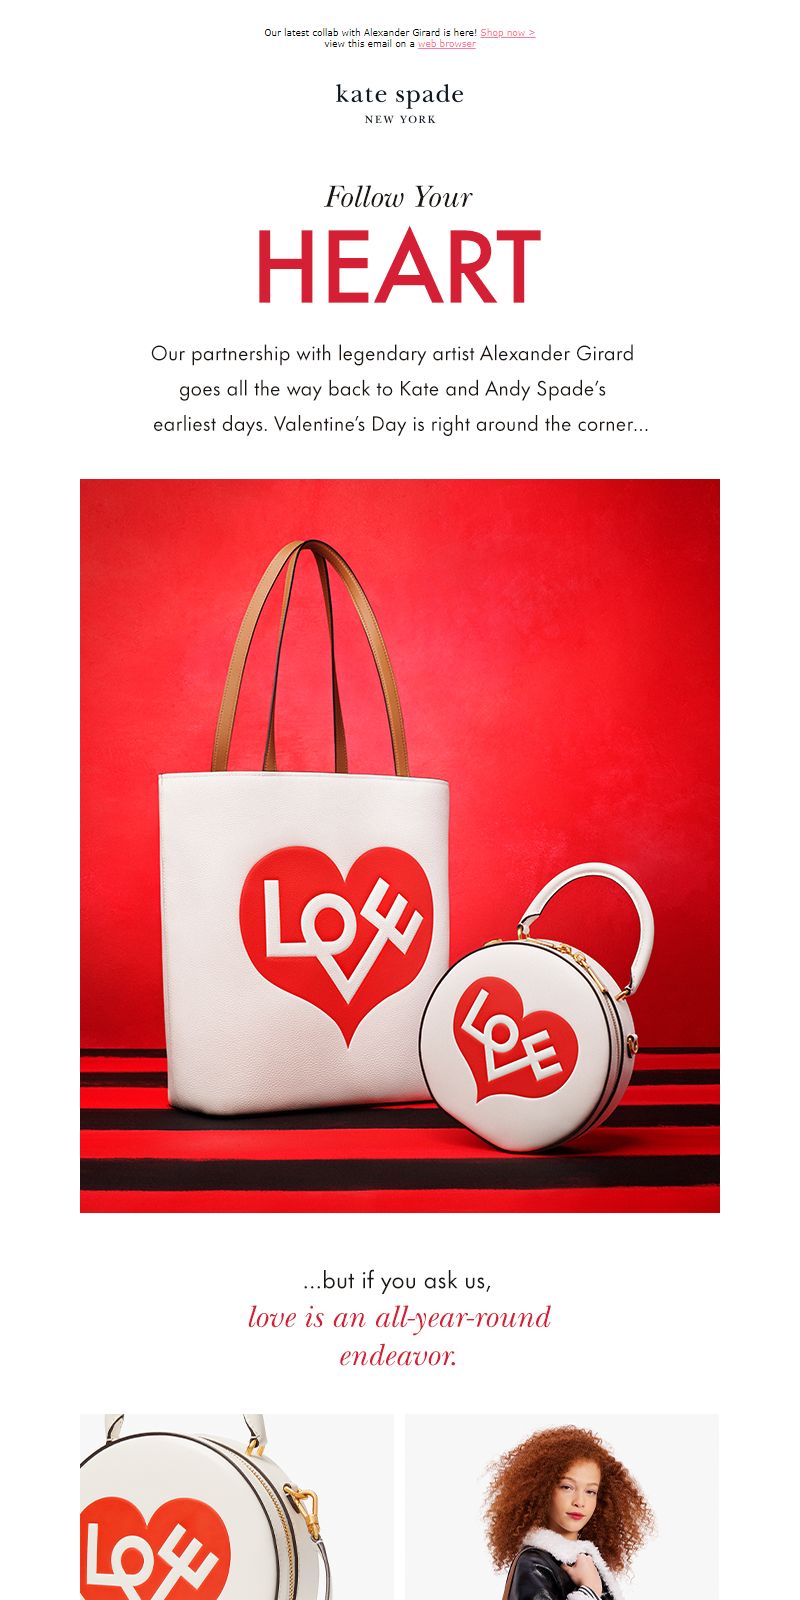 Our latest collab with Alexander Girard is here! Shop now >
view this email on a web browser
kate spade
NEW YORK
Follow Your
HEART
Our partnership with legendary artist Alexander Girard
goes all the way back to Kate and Andy Spade’s
earliest days. Valentine’s Day is right around the corner...
LOVE
LOVE
...but if you ask us,
love is an all-year-round
endeavor.
LOVE